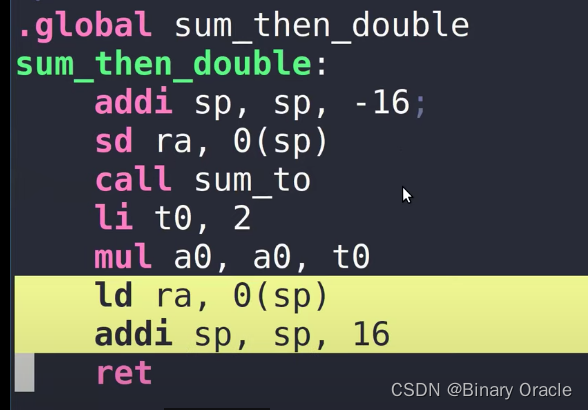 .global sum_then_double
sum_then_double:
addi sp, sp, -16;
sd ra, 0(sp)
call sum_to
li t0, 2
mul a0, a0, t0
ld ra, 0(sp)
addi sp, sp, 16
ret
CSDN @Binary Oracle